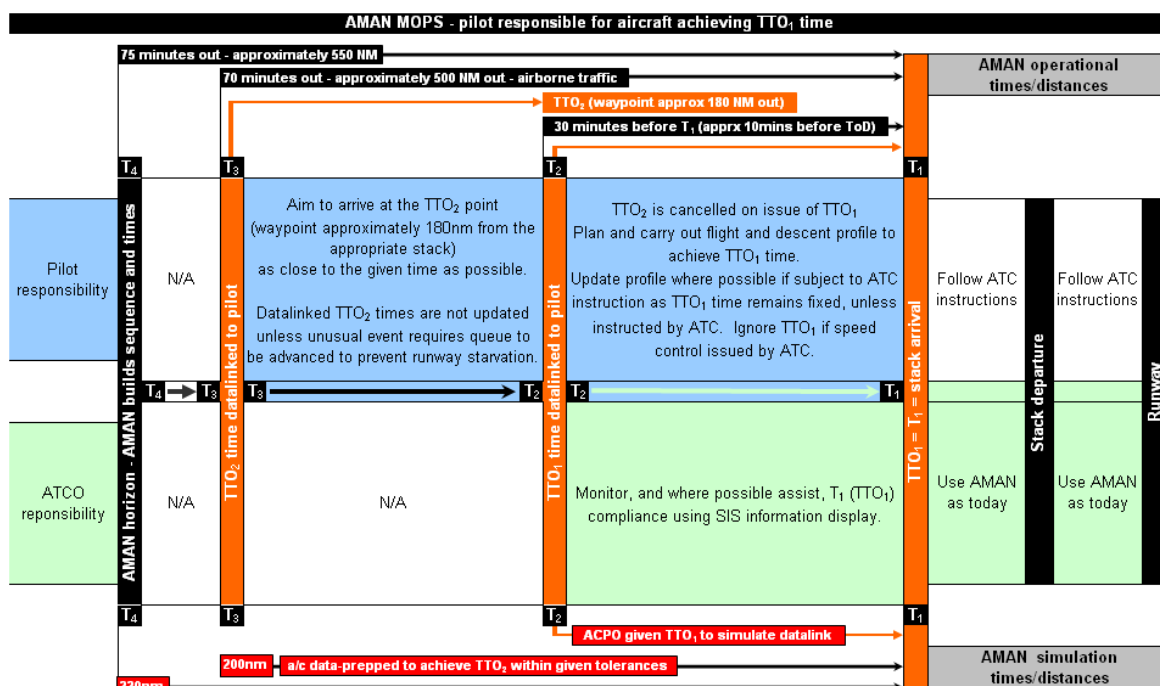 AMAN MOPS - pilot responsible for aircraft achieving TTO₁ time
75 minutes out - approximately 550 NM
70 minutes out - approximately 500 NM out - airborne traffic
AMAN operational
times/distances
TTO₂ (waypoint approx 180 NM out)
30 minutes before T₁ (apprx 10mins before ToD)
T₄
T₃
T₂
T₁
Pilot
responsibility
AMAN horizon - AMAN builds sequence and times
N/A
TTO₂ time datalinked to pilot
Aim to arrive at the TTO₂ point
(waypoint approximately 180nm from the
appropriate stack)
as close to the given time as possible.
Datalinked TTO₂ times are not updated
unless unusual event requires queue to
be advanced to prevent runway starvation.
TTO₁ time datalinked to pilot
TTO₂ is cancelled on issue of TTO₁
Plan and carry out flight and descent profile to
achieve TTO₁ time.
Update profile where possible if subject to ATC
instruction as TTO₁ time remains fixed, unless
instructed by ATC.  Ignore TTO₁ if speed
control issued by ATC.
TTO₁ = T₁ = stack arrival
Follow ATC
instructions
Stack departure
Follow ATC
instructions
Runway
T₄
T₃
T₃
T₂
T₂
T₁
ATCO
reponsibility
N/A
N/A
Monitor, and where possible assist, T₁ (TTO₁)
compliance using SIS information display.
Use AMAN
as today
Use AMAN
as today
T₄
T₃
T₂
T₁
ACPO given TTO₁ to simulate datalink
200nm
a/c data-prepped to achieve TTO₂ within given tolerances
AMAN simulation
times/distances